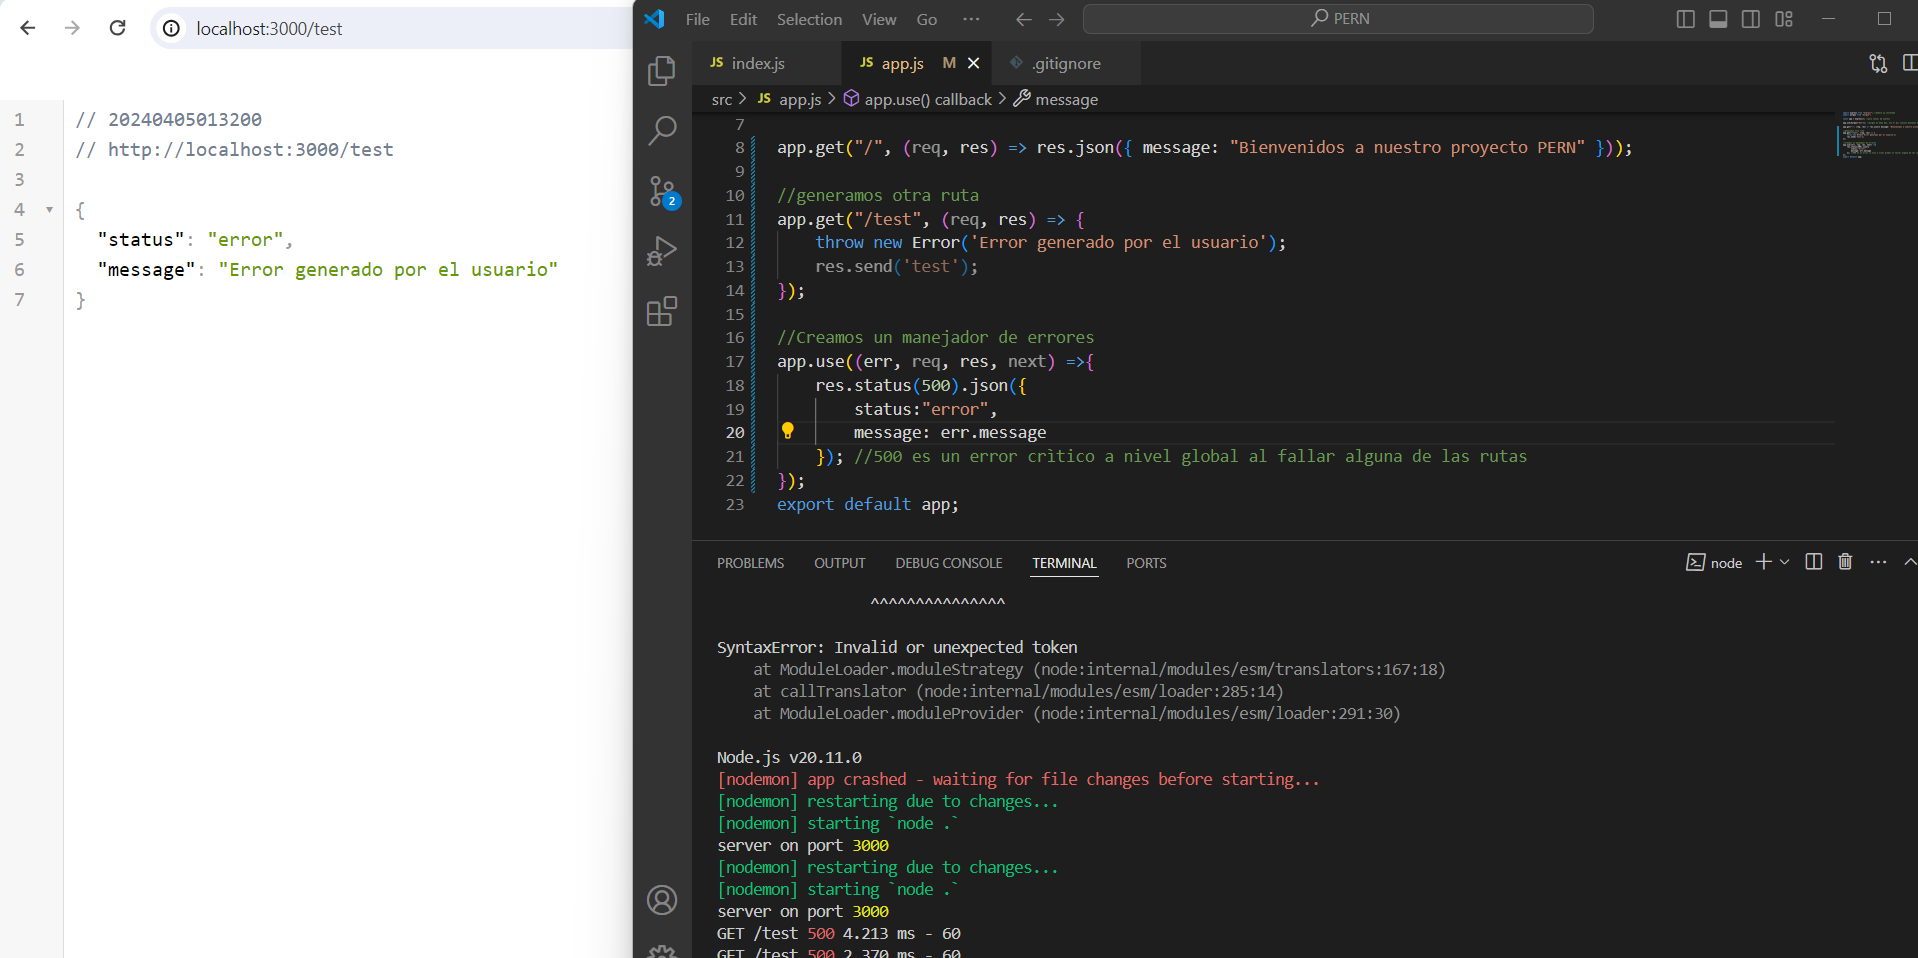 localhost:3000/test
1 // 20240405013200
2 // http://localhost:3000/test
3
4 {
5 "status": "error",
6 "message": "Error generado por el usuario"
7 }
File Edit Selection View Go ···
PERN
JS index.js
JS app.js M
.gitignore
src > JS app.js > app.use() callback > message
7
8 app.get("/", (req, res) => res.json({ message: "Bienvenidos a nuestro proyecto PERN" }));
9
10 //generamos otra ruta
11 app.get("/test", (req, res) => {
12 throw new Error('Error generado por el usuario');
13 res.send('test');
14 });
15
16 //Creamos un manejador de errores
17 app.use((err, req, res, next) =>{
18 res.status(500).json({
19 status:"error",
20 message: err.message
21 }); //500 es un error crìtico a nivel global al fallar alguna de las rutas
22 });
23 export default app;
2
PROBLEMS OUTPUT DEBUG CONSOLE TERMINAL PORTS
node
^^^^^^^^^^^^^^^
SyntaxError: Invalid or unexpected token
at ModuleLoader.moduleStrategy (node:internal/modules/esm/translators:167:18)
at callTranslator (node:internal/modules/esm/loader:285:14)
at ModuleLoader.moduleProvider (node:internal/modules/esm/loader:291:30)
Node.js v20.11.0
[nodemon] app crashed - waiting for file changes before starting...
[nodemon] restarting due to changes...
[nodemon] starting `node .`
server on port 3000
[nodemon] restarting due to changes...
[nodemon] starting `node .`
server on port 3000
GET /test 500 4.213 ms - 60
GET /test 500 2.370 ms - 60